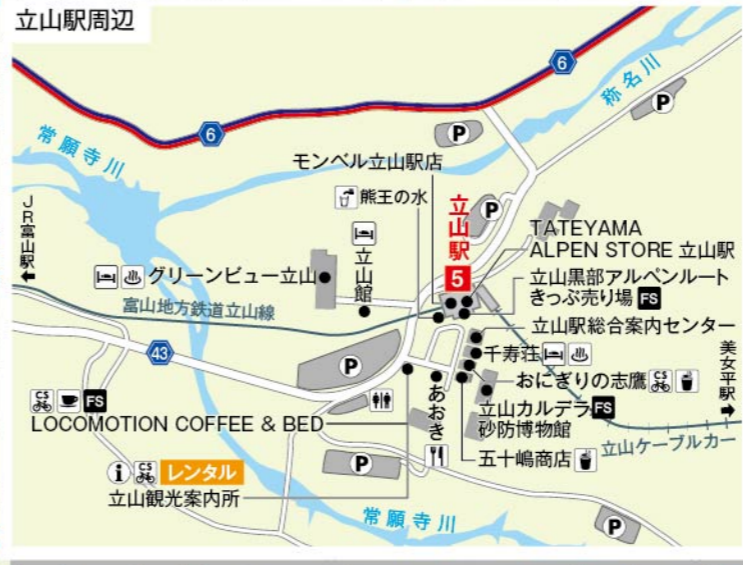 立山駅周辺
6
称名川
P
6
P
常願寺川
モンベル立山駅店
熊王の水
立山駅
5
P
TATEYAMA
ALPEN STORE 立山駅
JR富山駅
立山館
グリーンビュー立山
立山黒部アルペンルート
きっぷ売り場 FS
富山地方鉄道立山線
立山駅総合案内センター
43
P
千寿荘
美女平駅
おにぎりの志鷹 CS
CS FS
LOCOMOTION COFFEE & BED
あおき
立山カルデラ FS
砂防博物館
立山ケーブルカー
五十嶋商店
i CS レンタル
立山観光案内所
P
常願寺川
P